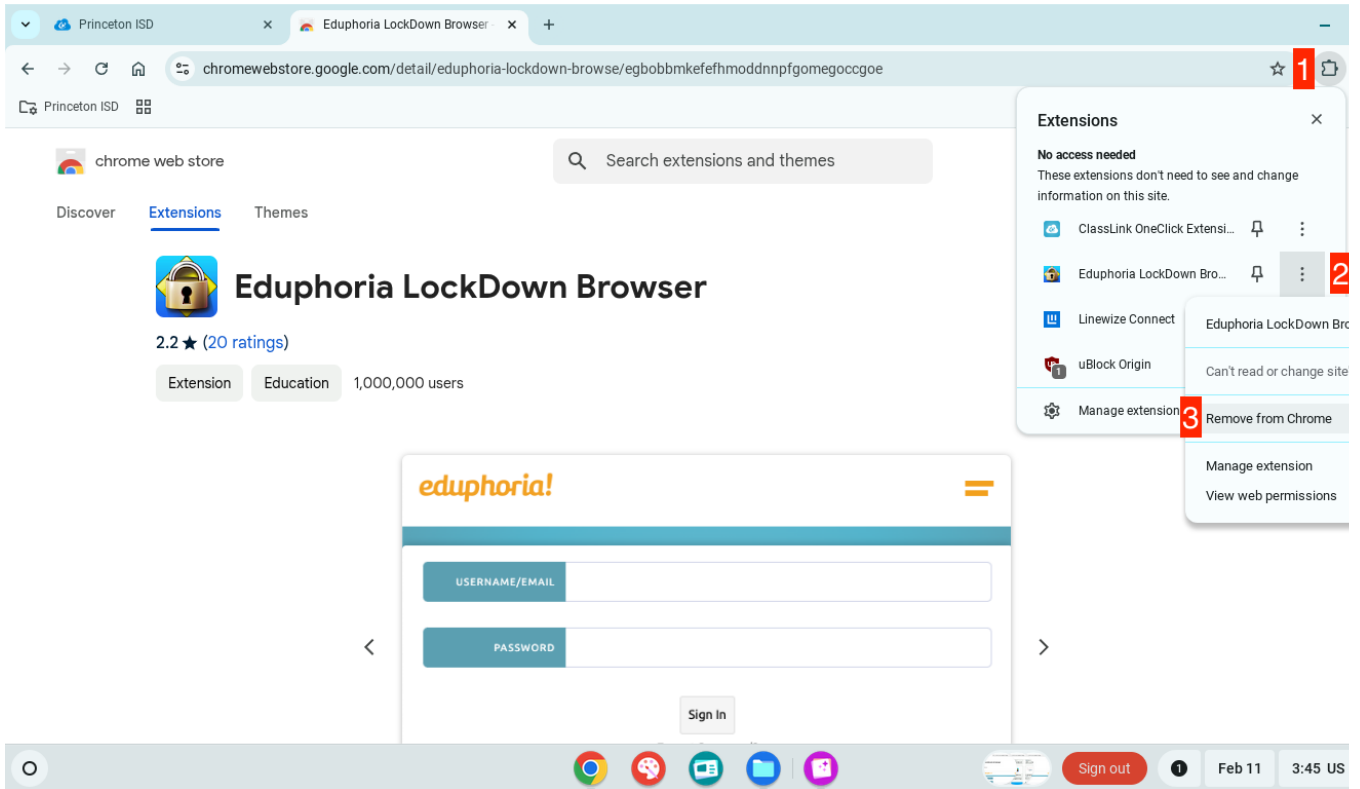 Princeton ISD
Eduphoria LockDown Browser
chromewebstore.google.com/detail/eduphoria-lockdown-browse/egbobbmkefefhmoddnnpfgomegoccgoe
1
Princeton ISD
Extensions
No access needed
These extensions don't need to see and change
information on this site.
ClassLink OneClick Extensi...
Eduphoria LockDown Bro...
2
Linewize Connect
uBlock Origin
1
Manage extension
Eduphoria LockDown Bro
Can't read or change site'
3
Remove from Chrome
Manage extension
View web permissions
chrome web store
Search extensions and themes
Discover Extensions Themes
Eduphoria LockDown Browser
2.2 ★ (20 ratings)
Extension Education 1,000,000 users
eduphoria!
USERNAME/EMAIL
PASSWORD
Sign In
Sign out 1 Feb 11 3:45 US